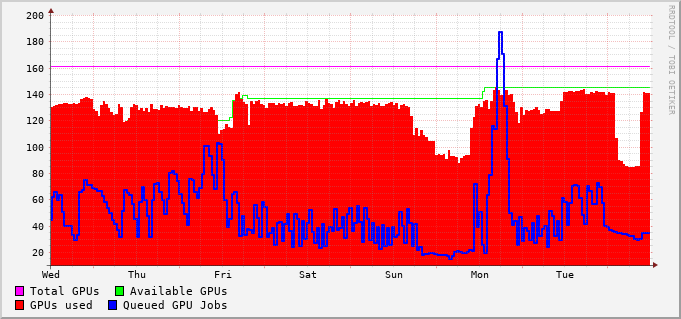 200
180
160
140
120
100
80
60
40
20
Wed Thu Fri Sat Sun Mon Tue
Total GPUs Available GPUs
GPUs used Queued GPU Jobs
RRDTOOL / TOBI OETIKER